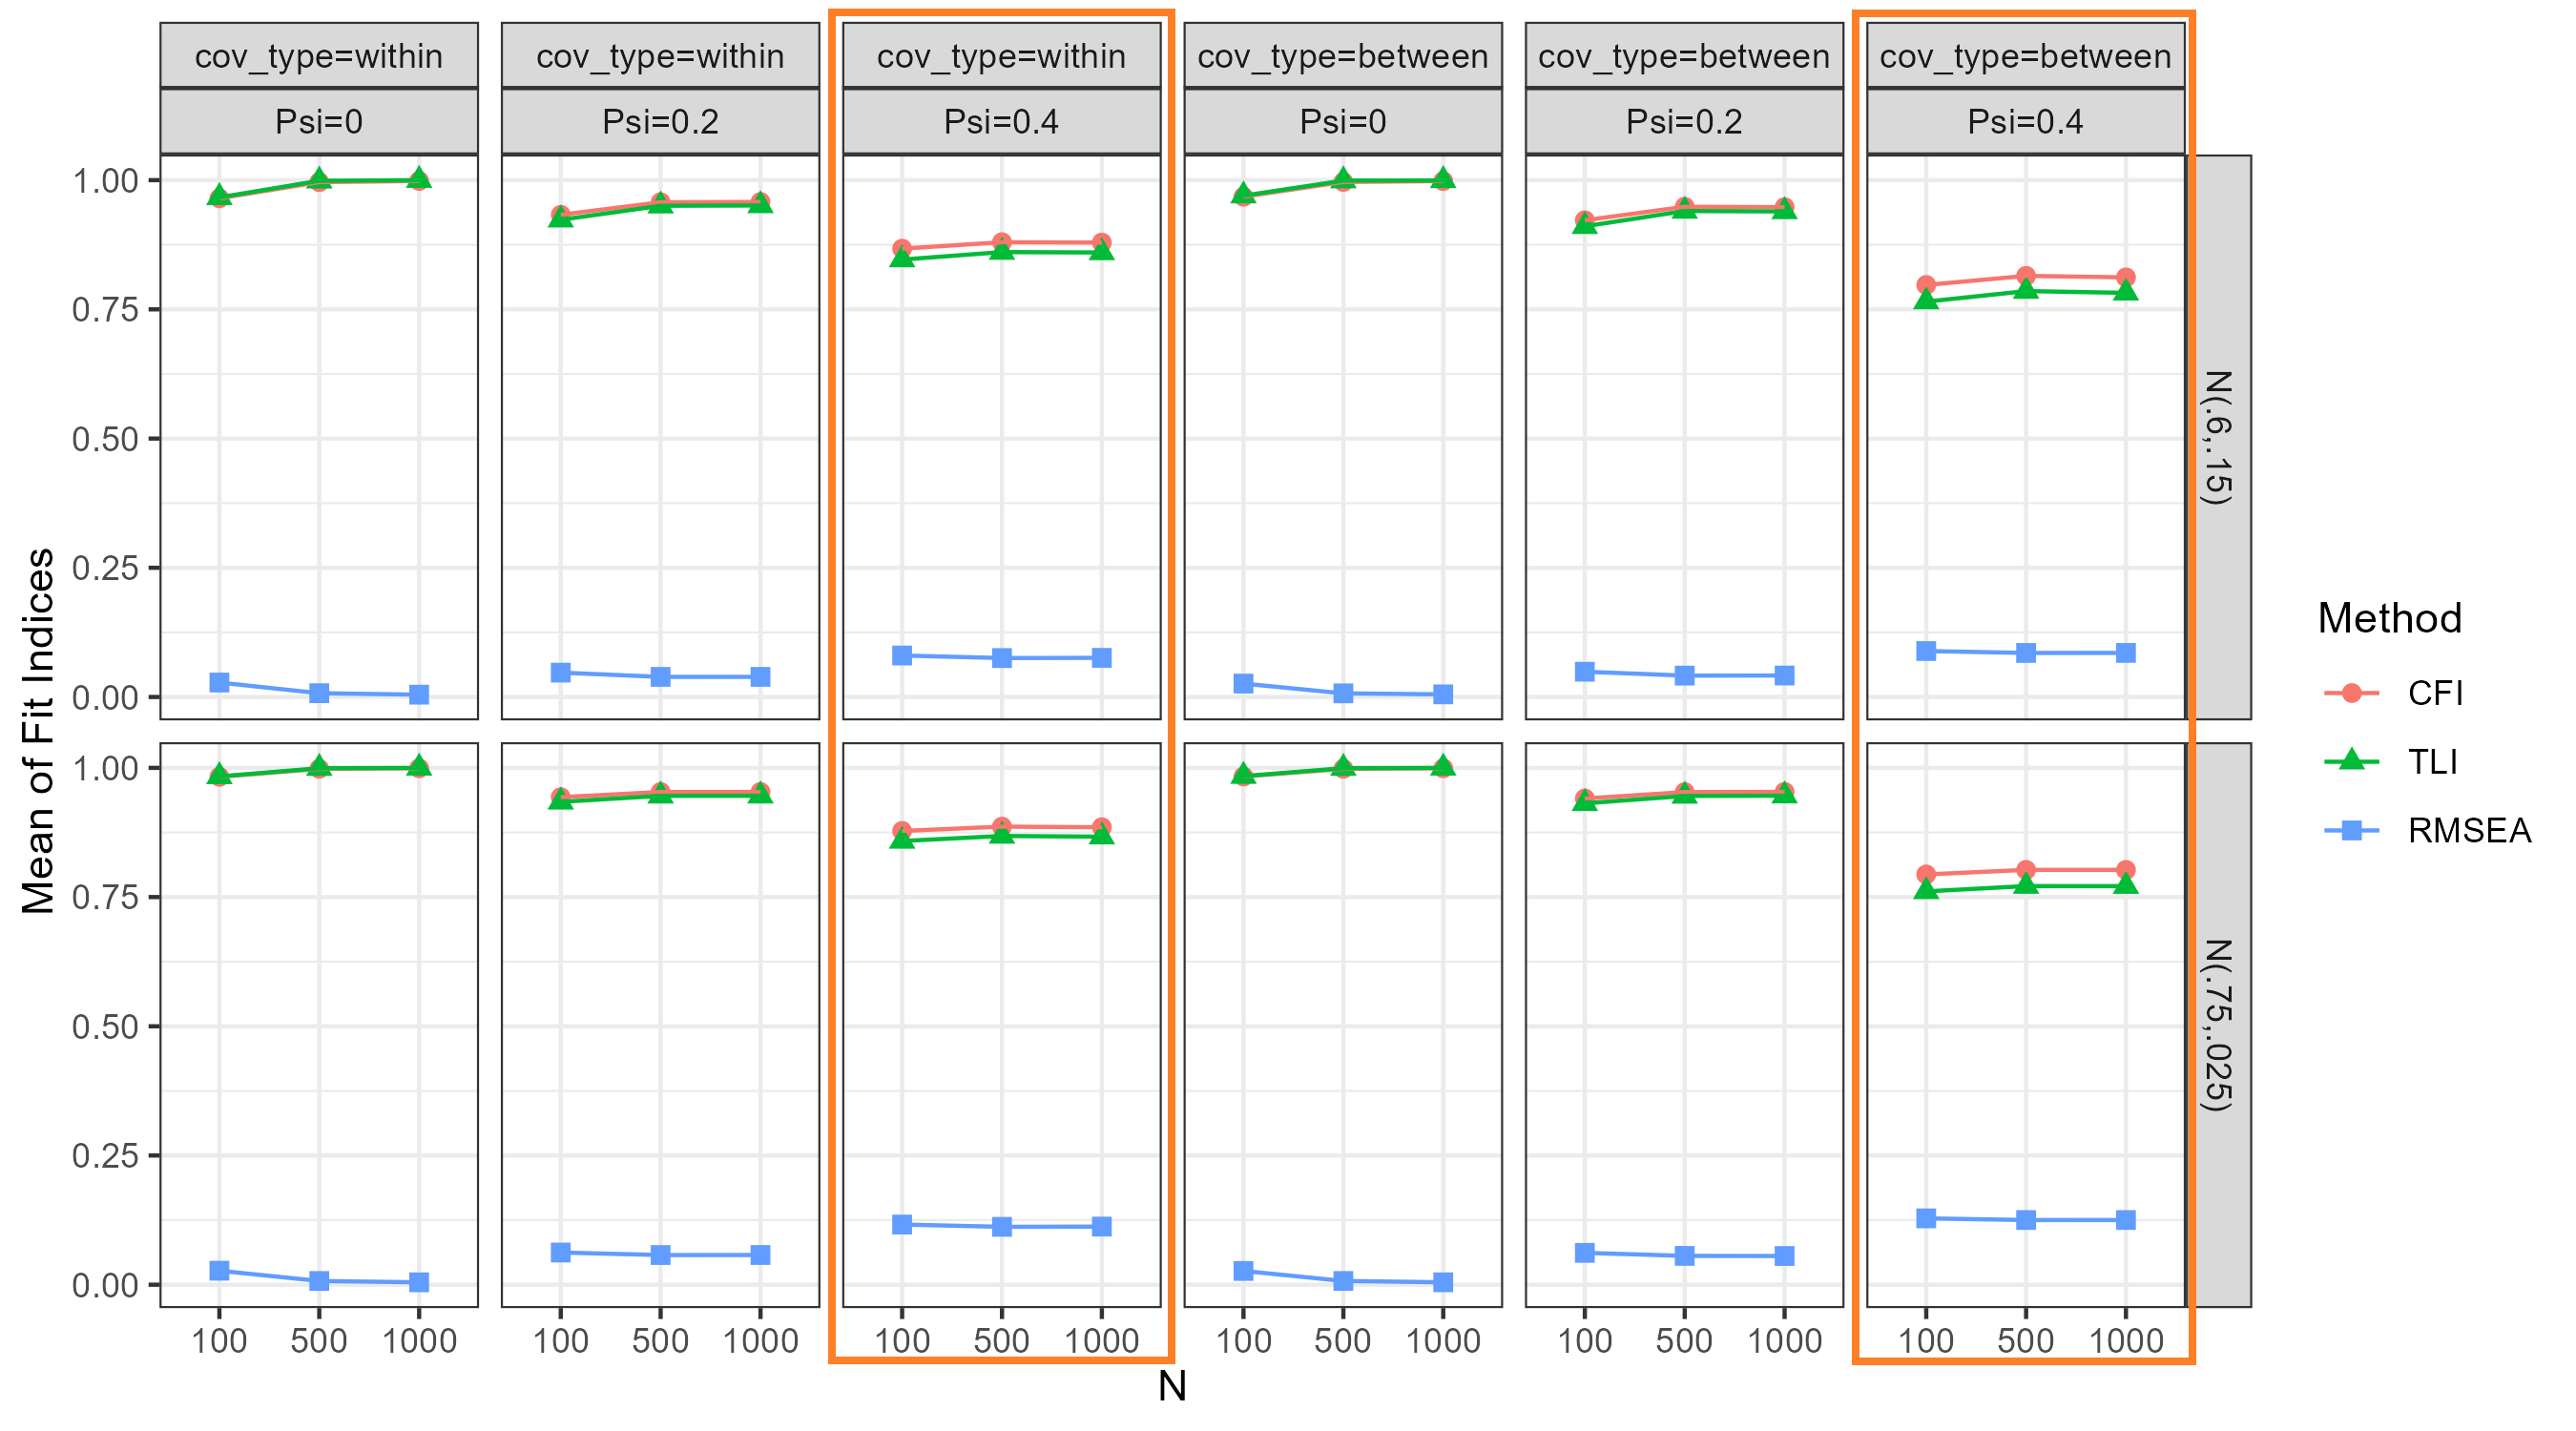 cov_type=within
cov_type=within
cov_type=within
cov_type=between
cov_type=between
cov_type=between
Psi=0
Psi=0.2
Psi=0.4
Psi=0
Psi=0.2
Psi=0.4
1.00
0.75
0.50
0.25
0.00
N(.6,.15)
1.00
0.75
0.50
0.25
0.00
N(.75,.025)
Mean of Fit Indices
100 500 1000
100 500 1000
100 500 1000
100 500 1000
100 500 1000
100 500 1000
N
Method
CFI
TLI
RMSEA